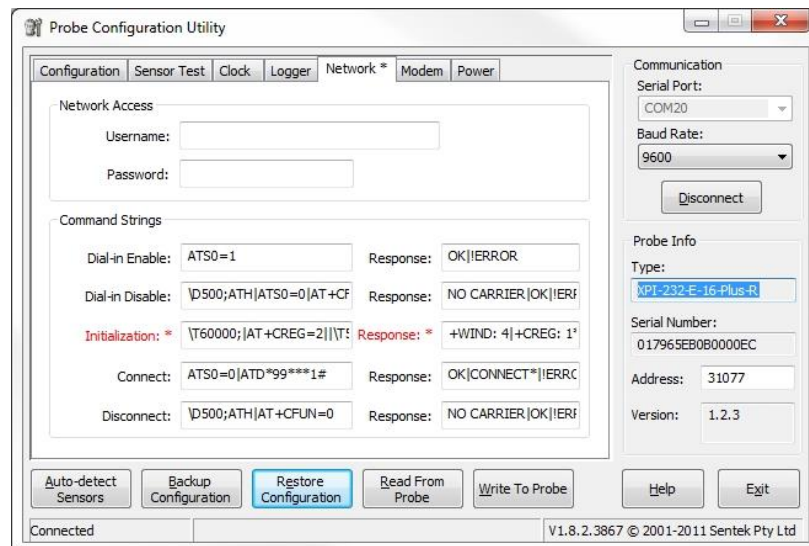 Probe Configuration Utility
Configuration Sensor Test Clock Logger Network * Modem Power
Network Access
Username:
Password:
Command Strings
Dial-in Enable: ATS0=1 Response: OK|!ERROR
Dial-in Disable: \D500;ATH|ATS0=0|AT+CF Response: NO CARRIER|OK|!ERF
Initialization: * \T60000;|AT+CREG=2||\T5 Response: * +WIND: 4|+CREG: 1*
Connect: ATS0=0|ATD*99***1# Response: OK|CONNECT*|!ERRC
Disconnect: \D500;ATH|AT+CFUN=0 Response: NO CARRIER|OK|!ERF
Communication
Serial Port:
COM20
Baud Rate:
9600
Disconnect
Probe Info
Type:
XPI-232-E-16-Plus-R
Serial Number:
017965EB0B0000EC
Address: 31077
Version: 1.2.3
Auto-detect Sensors
Backup Configuration
Restore Configuration
Read From Probe
Write To Probe
Help
Exit
Connected
V1.8.2.3867 © 2001-2011 Sentek Pty Ltd